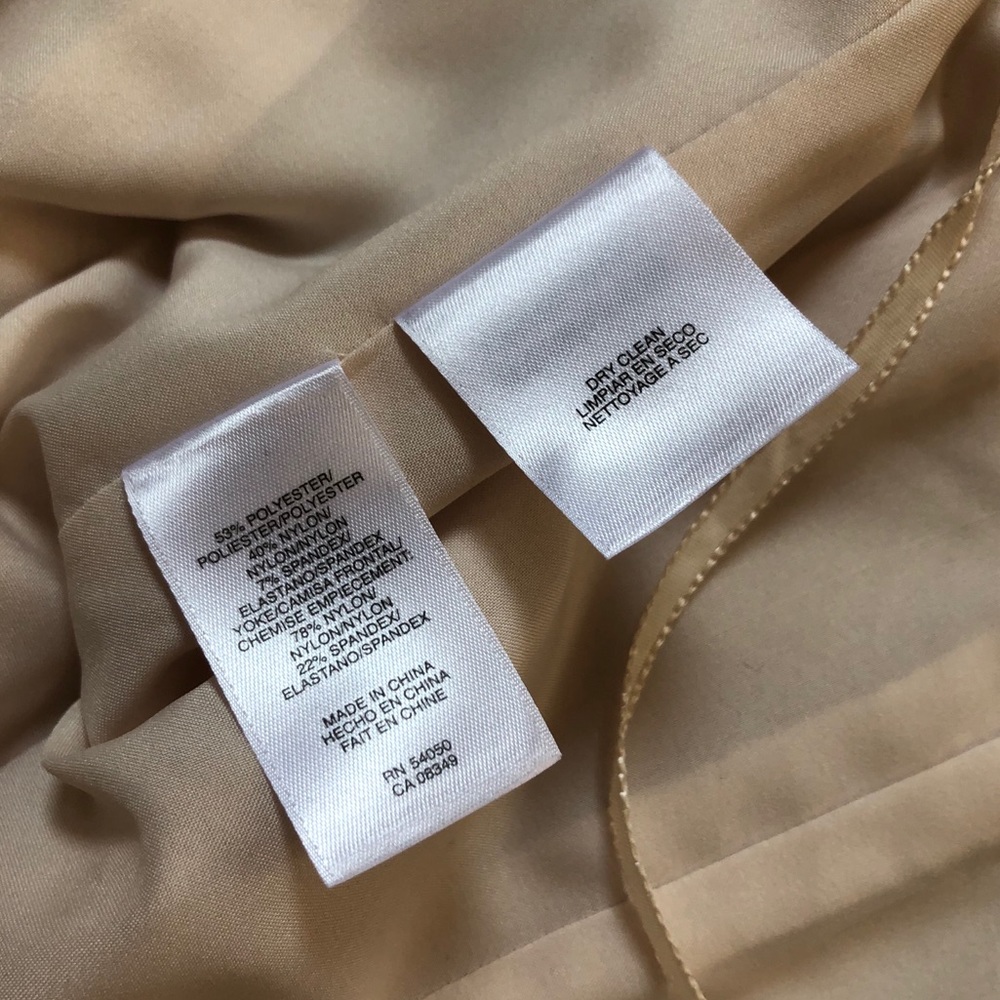 53% POLYESTER/
POLIESTER/POLYESTER
40% NYLON/
NYLON/NYLON
7% SPANDEX/
ELASTANO/SPANDEX
YOKE/CAMISA FRONTAL/
CHEMISE EMPIECEMENT:
78% NYLON/
NYLON/NYLON
22% SPANDEX/
ELASTANO/SPANDEX
MADE IN CHINA
HECHO EN CHINA
FAIT EN CHINE
RN 54050
CA 08349
DRY CLEAN
LIMPIAR EN SECO
NETTOYAGE A SEC